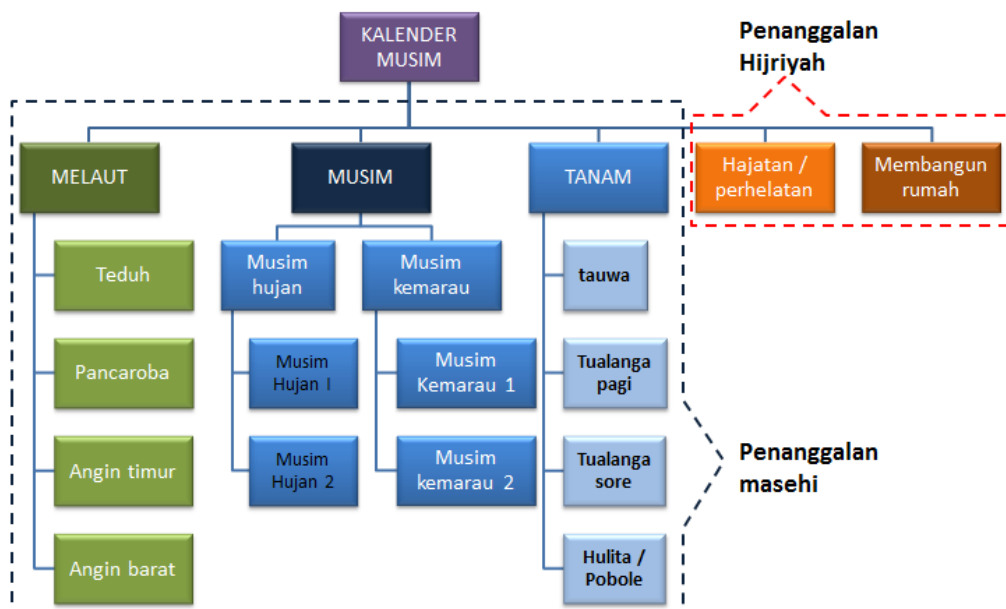 KALENDER
MUSIM
Penanggalan
Hijriyah
MELAUT
MUSIM
TANAM
Hajatan /
perhelatan
Membangun
rumah
Teduh
Musim
hujan
Musim
kemarau
tauwa
Pancaroba
Musim
Hujan I
Musim
Kemarau 1
Tualanga
pagi
Angin timur
Musim
Hujan 2
Musim
kemarau 2
Tualanga
sore
Penanggalan
masehi
Angin barat
Hulita /
Pobole